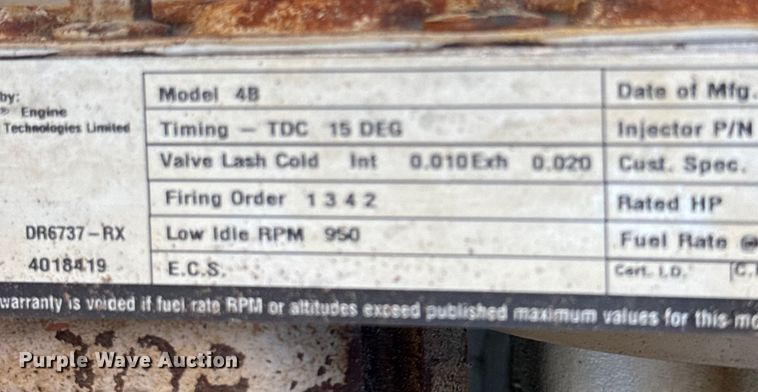 by:
® Engine
Technologies Limited
DR6737-RX
4018419
Model 4B
Timing — TDC 15 DEG
Valve Lash Cold Int 0.010 Exh 0.020
Firing Order 1 3 4 2
Low Idle RPM 950
E.C.S.
Date of Mfg.
Injector P/N
Cust. Spec.
Rated HP
Fuel Rate @
Cert. I.D.
warranty is voided if fuel rate RPM or altitudes exceed published maximum values for this mo
Purple Wave Auction